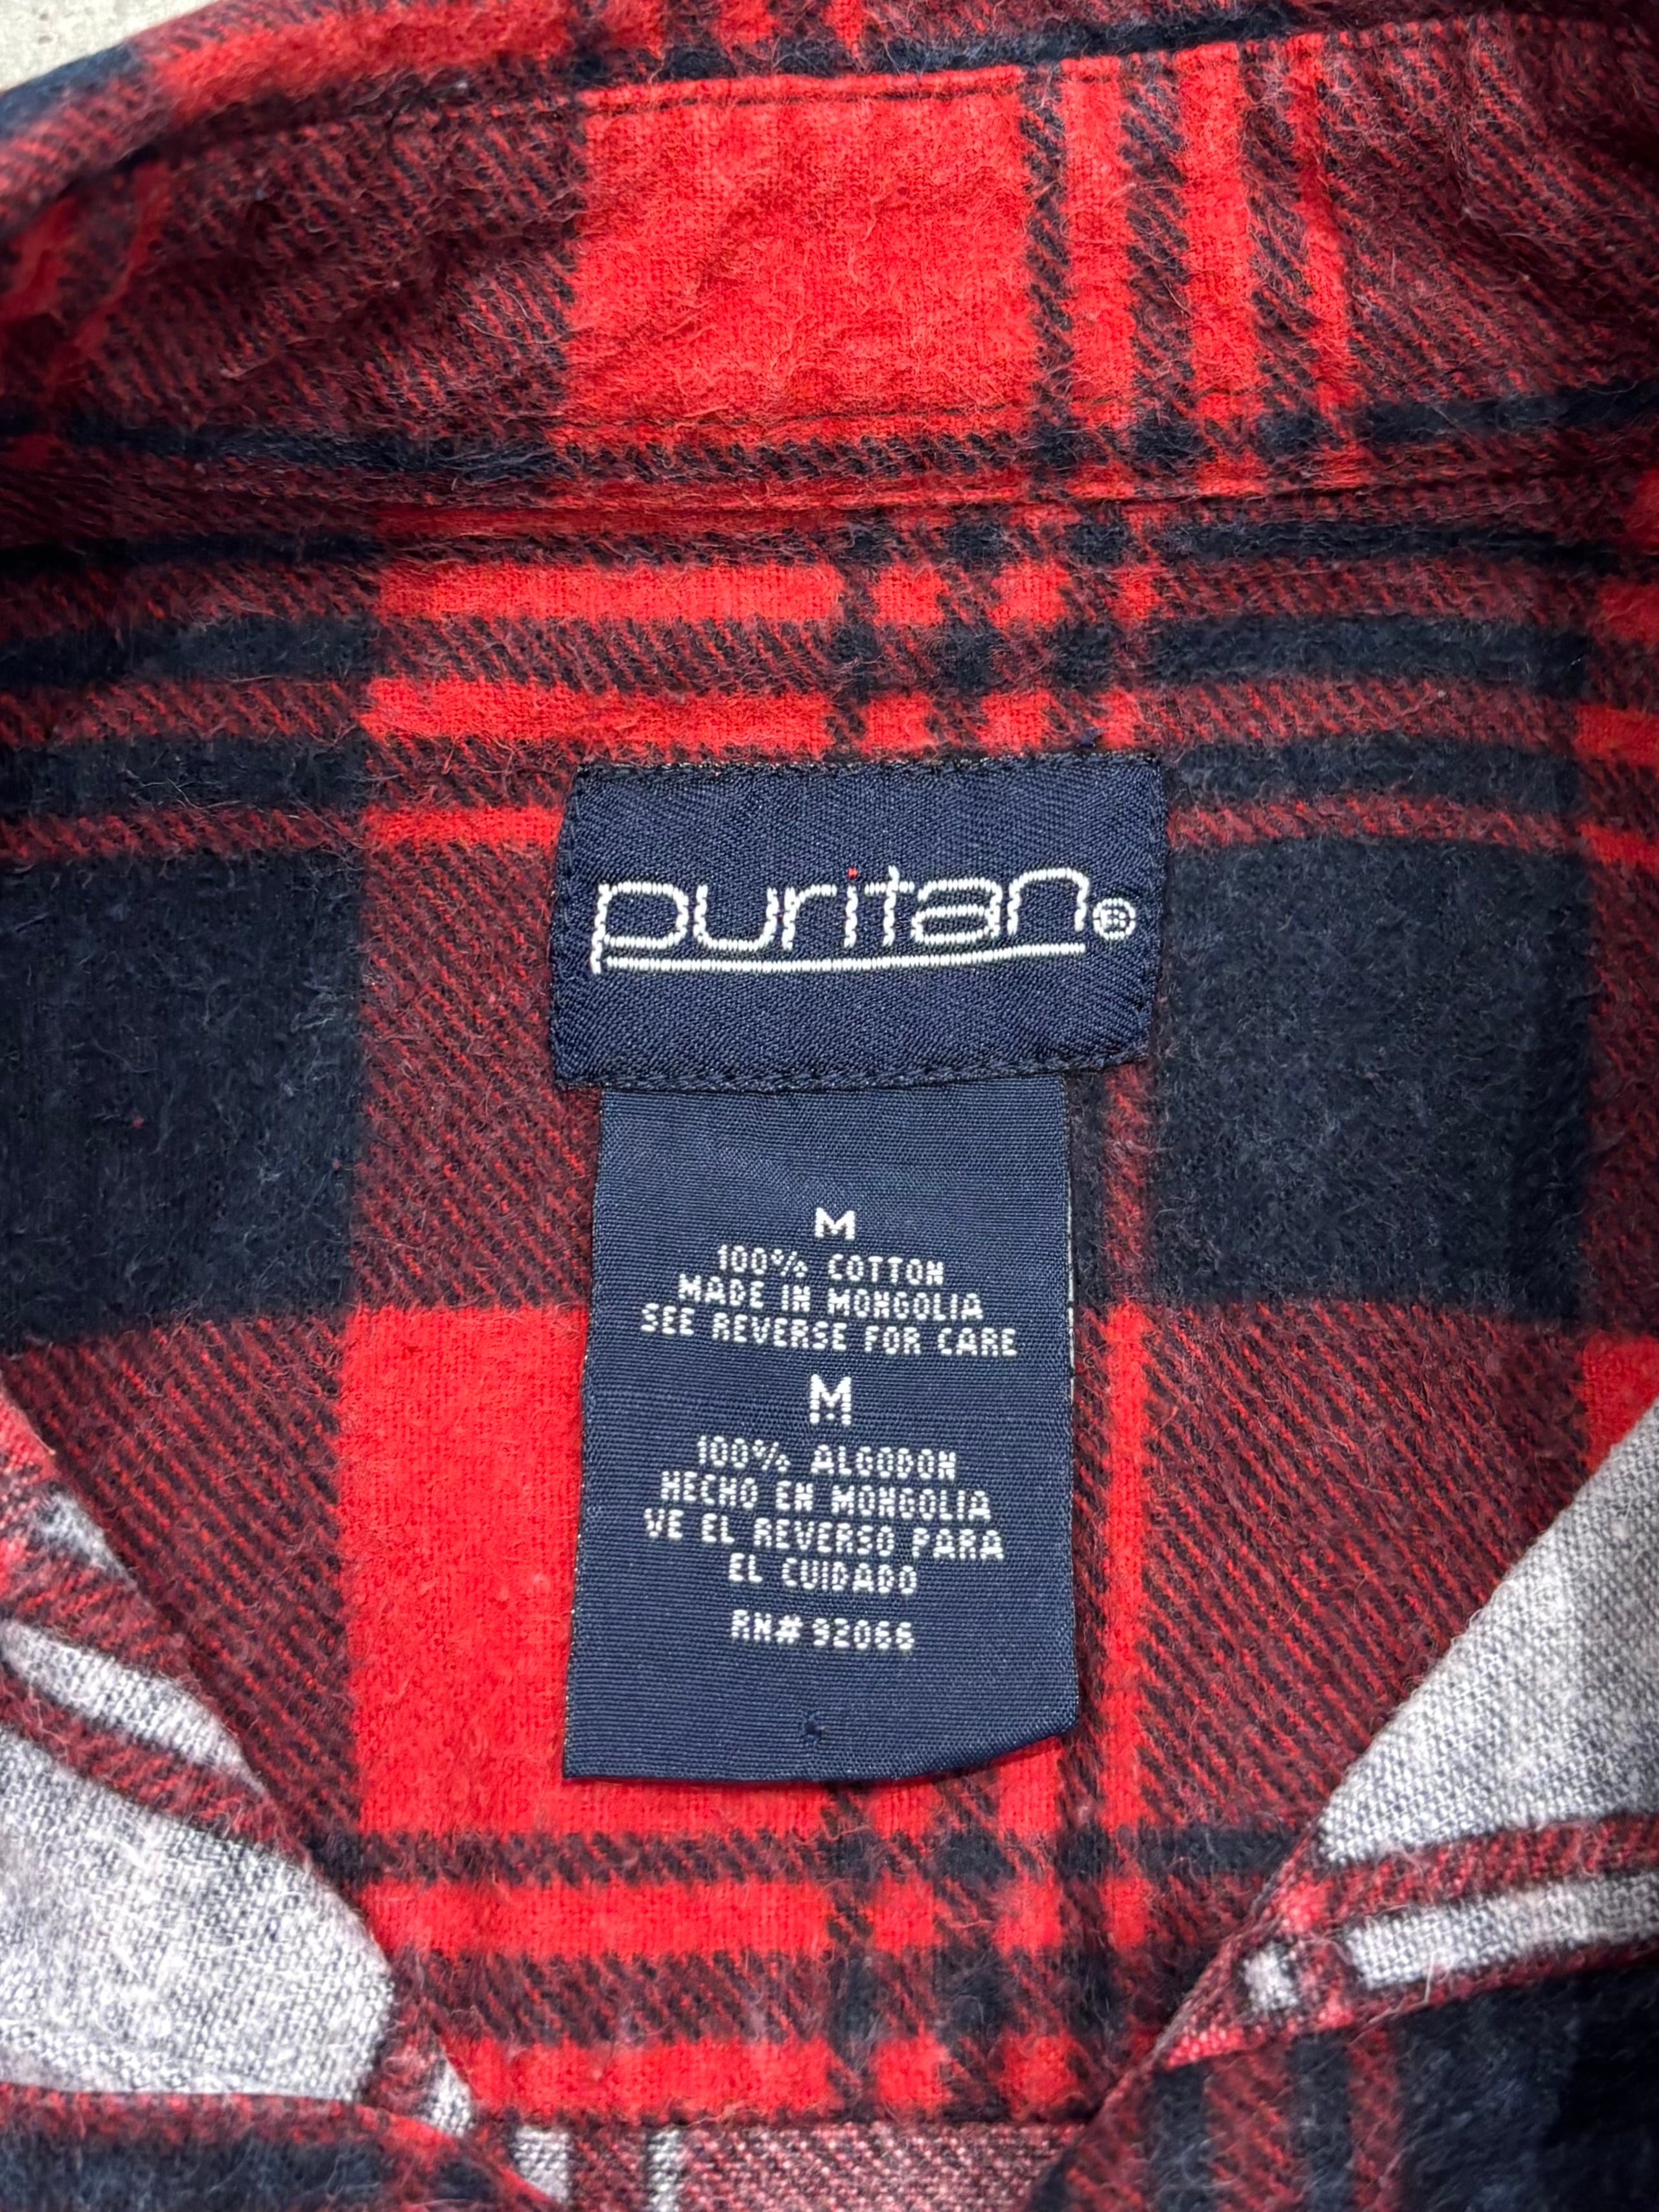 puritan®
M
100% COTTON
MADE IN MONGOLIA
SEE REVERSE FOR CARE
M
100% ALGODON
HECHO EN MONGOLIA
VE EL REVERSO PARA
EL CUIDADO
RN# 92066